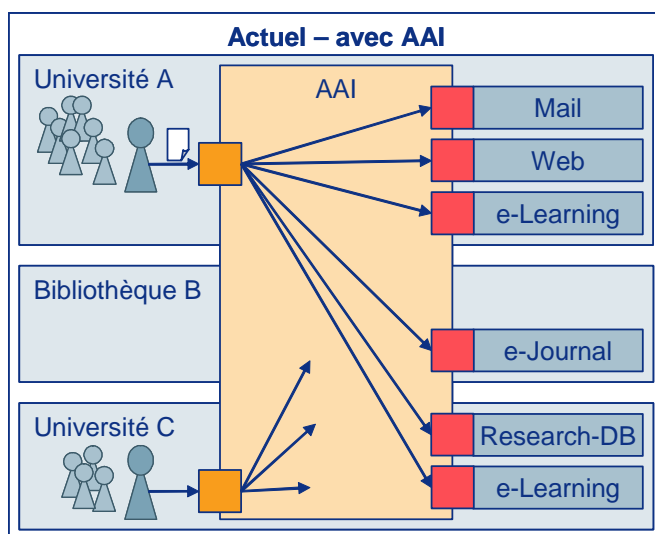 Actuel – avec AAI
Université A
AAI
Mail
Web
e-Learning
Bibliothèque B
e-Journal
Université C
Research-DB
e-Learning